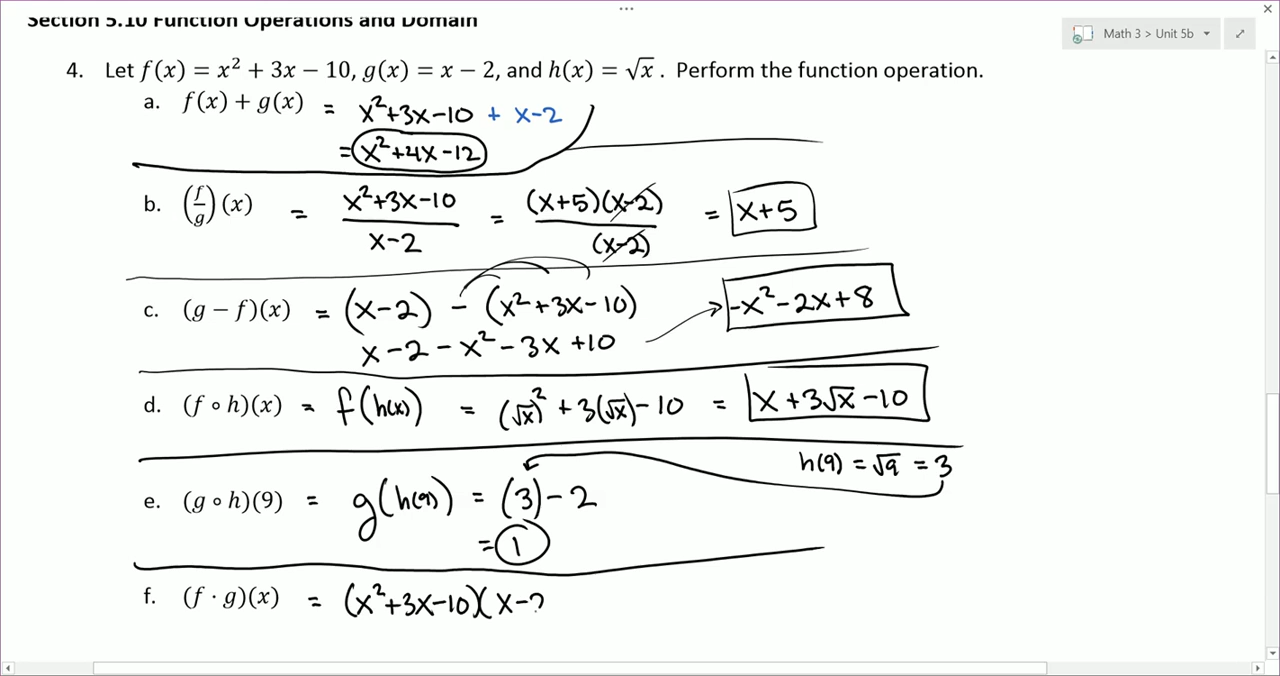 Section 5.10 Function Operations and Domain
Math 3 > Unit 5b
4. Let f(x) = x² + 3x − 10, g(x) = x − 2, and h(x) = √x . Perform the function operation.
a. f(x) + g(x) = x²+3x−10 + x−2
= x²+4x−12
b. (f/g)(x) = (x²+3x−10)/(x−2) = (x+5)(x−2)/(x−2) = x+5
c. (g − f)(x) = (x−2) − (x²+3x−10)
x−2−x²−3x+10
−x²−2x+8
d. (f ∘ h)(x) = f(h(x)) = (√x)² + 3(√x)−10 = x+3√x−10
h(9) = √9 = 3
e. (g ∘ h)(9) = g(h(9)) = (3)−2
= 1
f. (f · g)(x) = (x²+3x−10)(x−2